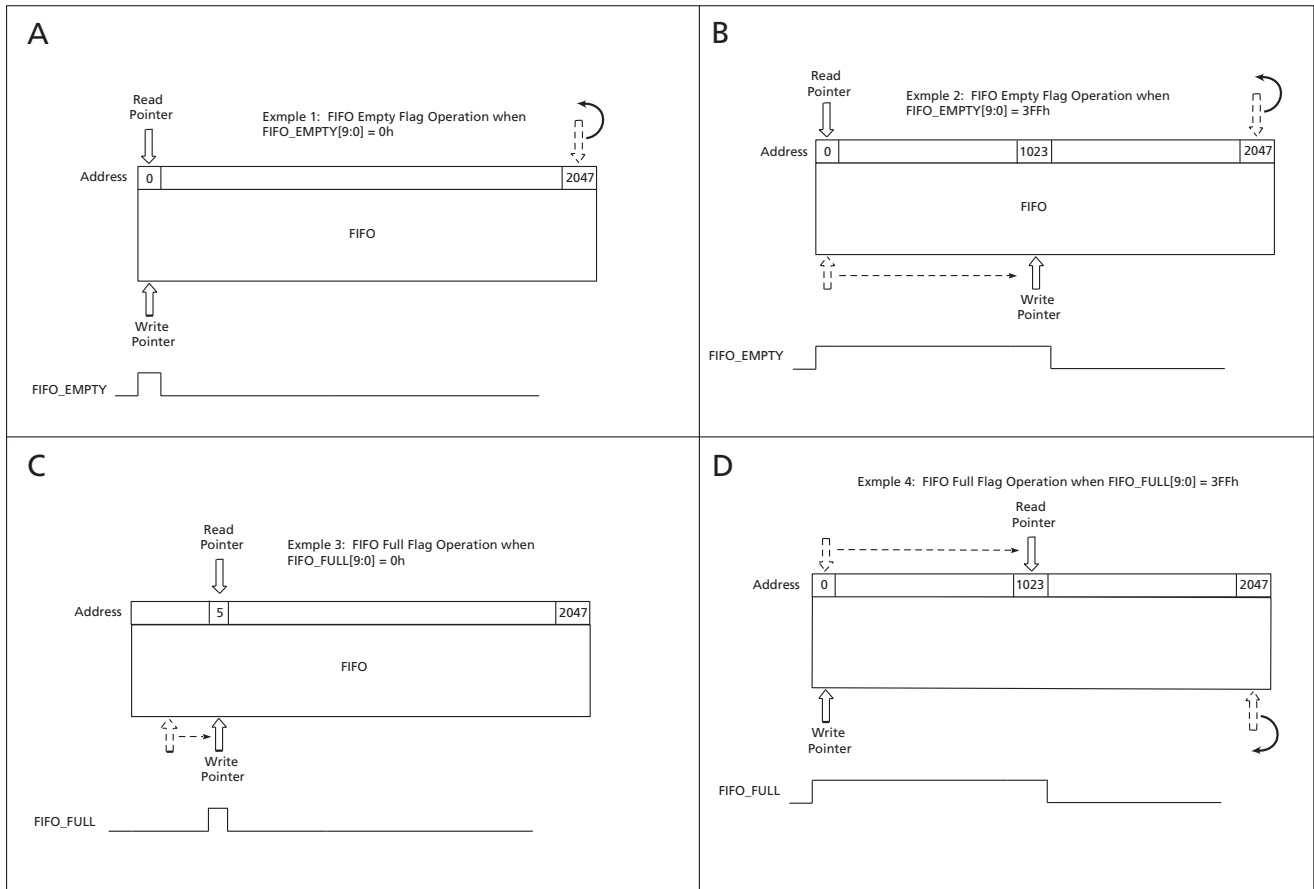 A
Read
Pointer
Exmple 1: FIFO Empty Flag Operation when
FIFO_EMPTY[9:0] = 0h
Address
0
2047
FIFO
Write
Pointer
FIFO_EMPTY
B
Read
Pointer
Exmple 2: FIFO Empty Flag Operation when
FIFO_EMPTY[9:0] = 3FFh
Address
0
1023
2047
FIFO
Write
Pointer
FIFO_EMPTY
C
Read
Pointer
Exmple 3: FIFO Full Flag Operation when
FIFO_FULL[9:0] = 0h
Address
5
2047
FIFO
Write
Pointer
FIFO_FULL
D
Exmple 4: FIFO Full Flag Operation when FIFO_FULL[9:0] = 3FFh
Read
Pointer
Address
0
1023
2047
Write
Pointer
FIFO_FULL